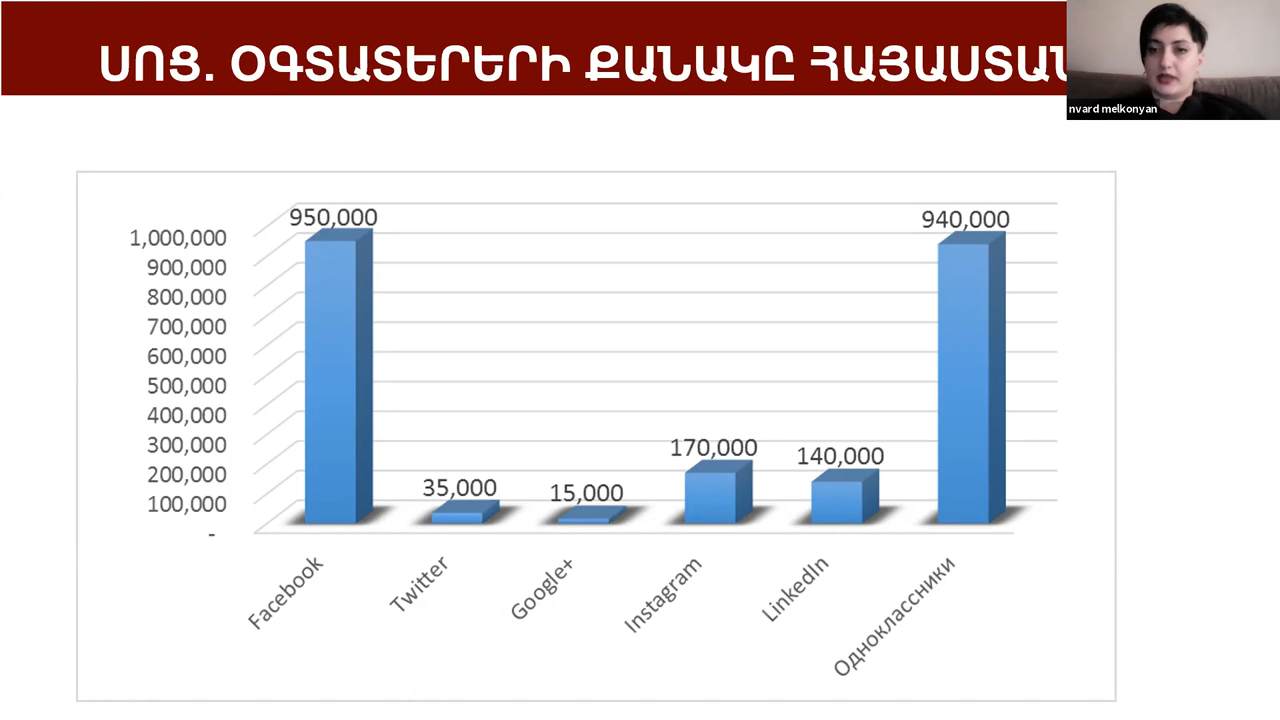 ՍՈՑ. ՕԳՏԱՏԵՐԵՐԻ ՔԱՆԱԿԸ ՀԱՅԱՍՏԱՆ
nvard melkonyan
950,000
940,000
1,000,000
900,000
800,000
700,000
600,000
500,000
400,000
300,000
200,000
100,000
-
170,000
140,000
35,000
15,000
Facebook
Twitter
Google+
Instagram
LinkedIn
Одноклассники